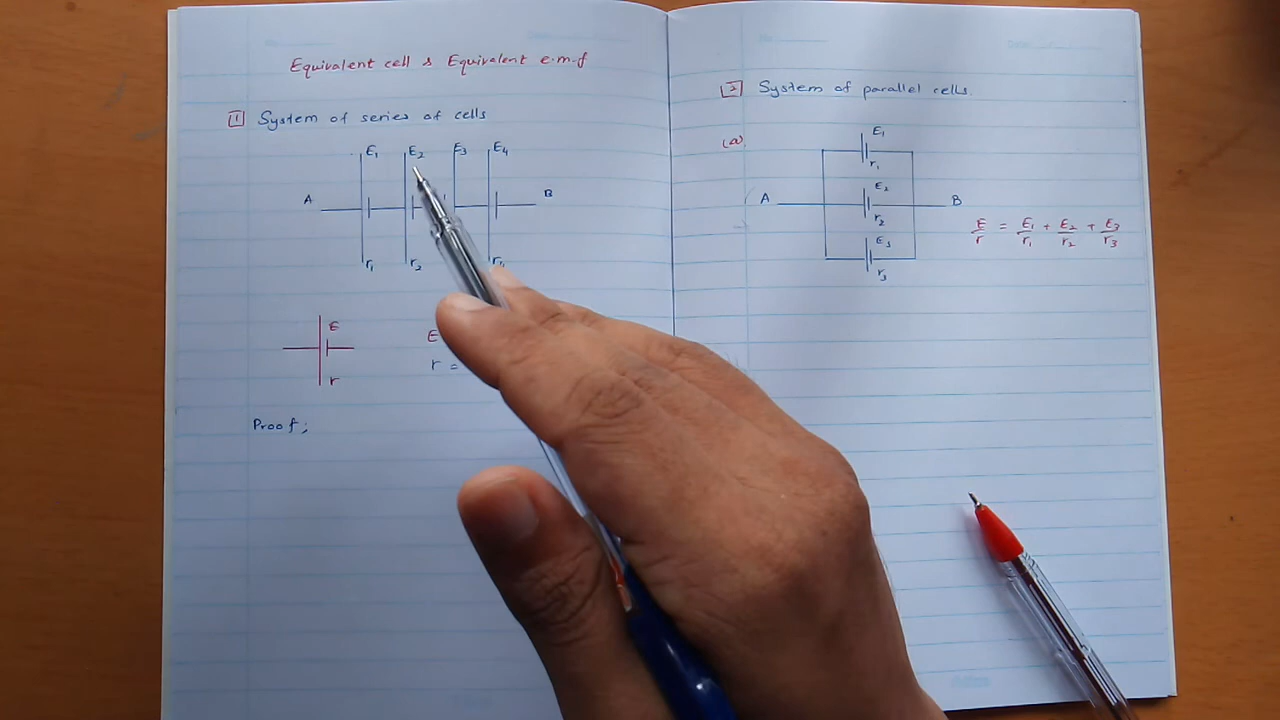 Equivalent cell & Equivalent e.m.f
1 System of series of cells
E1 E2 E3 E4
A B
r1 r2 r4
E
r
E
r =
Proof ;
2 System of parallel cells.
(a)
E1
r1
A E2 B
r2
E3
r3
E/r = E1/r1 + E2/r2 + E3/r3